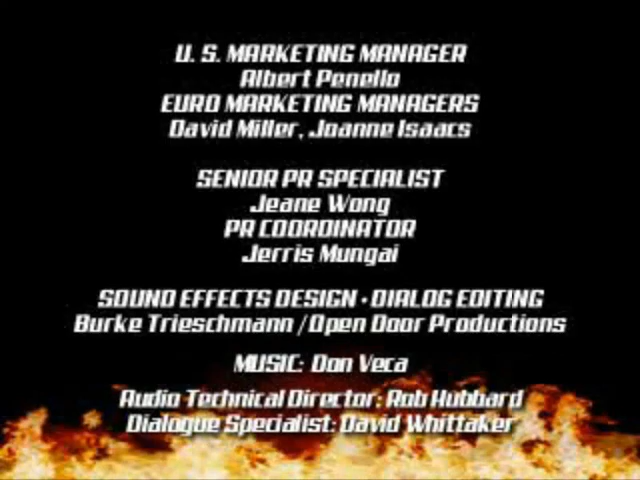 U. S. MARKETING MANAGER
Albert Penello
EURO MARKETING MANAGERS
David Miller, Joanne Isaacs
SENIOR PR SPECIALIST
Jeane Wong
PR COORDINATOR
Jerris Mungai
SOUND EFFECTS DESIGN • DIALOG EDITING
Burke Trieschmann / Open Door Productions
MUSIC: Don Veca
Audio Technical Director: Rob Hubbard
Dialogue Specialist: David Whittaker